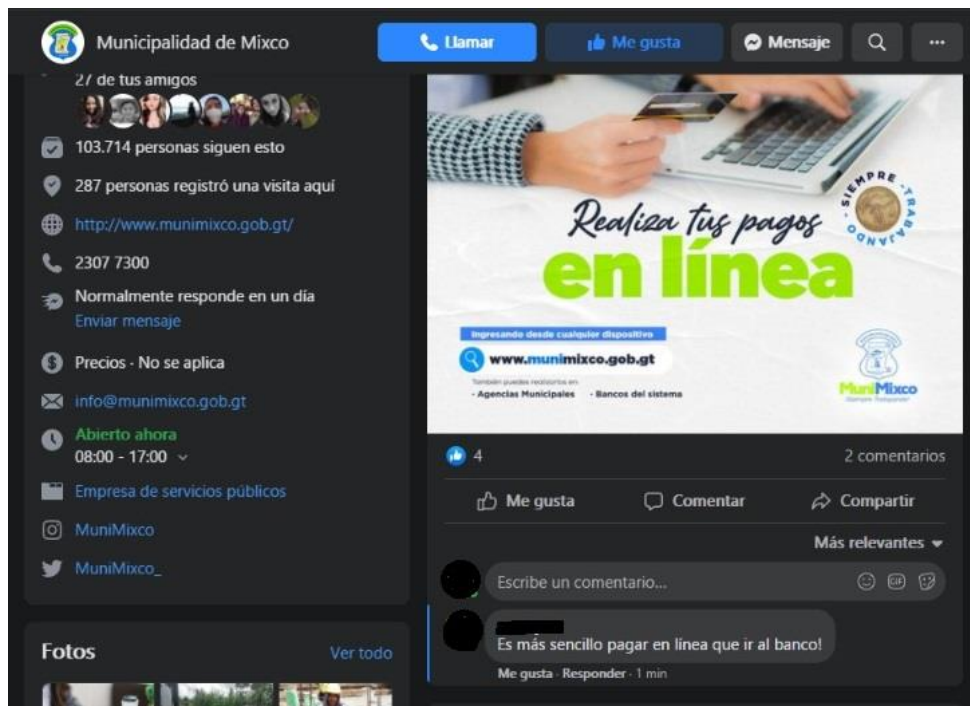 Municipalidad de Mixco
Llamar
Me gusta
Mensaje
27 de tus amigos
103.714 personas siguen esto
287 personas registró una visita aquí
http://www.munimixco.gob.gt/
2307 7300
Normalmente responde en un día
Enviar mensaje
Precios · No se aplica
info@munimixco.gob.gt
Abierto ahora
08:00 - 17:00
Empresa de servicios públicos
MuniMixco
MuniMixco_
Fotos
Ver todo
SIEMPRE - TRABAJANDO -
Realiza tus pagos
en línea
Ingresando desde cualquier dispositivo
www.munimixco.gob.gt
También puedes realizarlos en
- Agencias Municipales - Bancos del sistema
MuniMixco
4
2 comentarios
Me gusta
Comentar
Compartir
Más relevantes
Escribe un comentario...
GIF
Es más sencillo pagar en línea que ir al banco!
Me gusta · Responder · 1 min